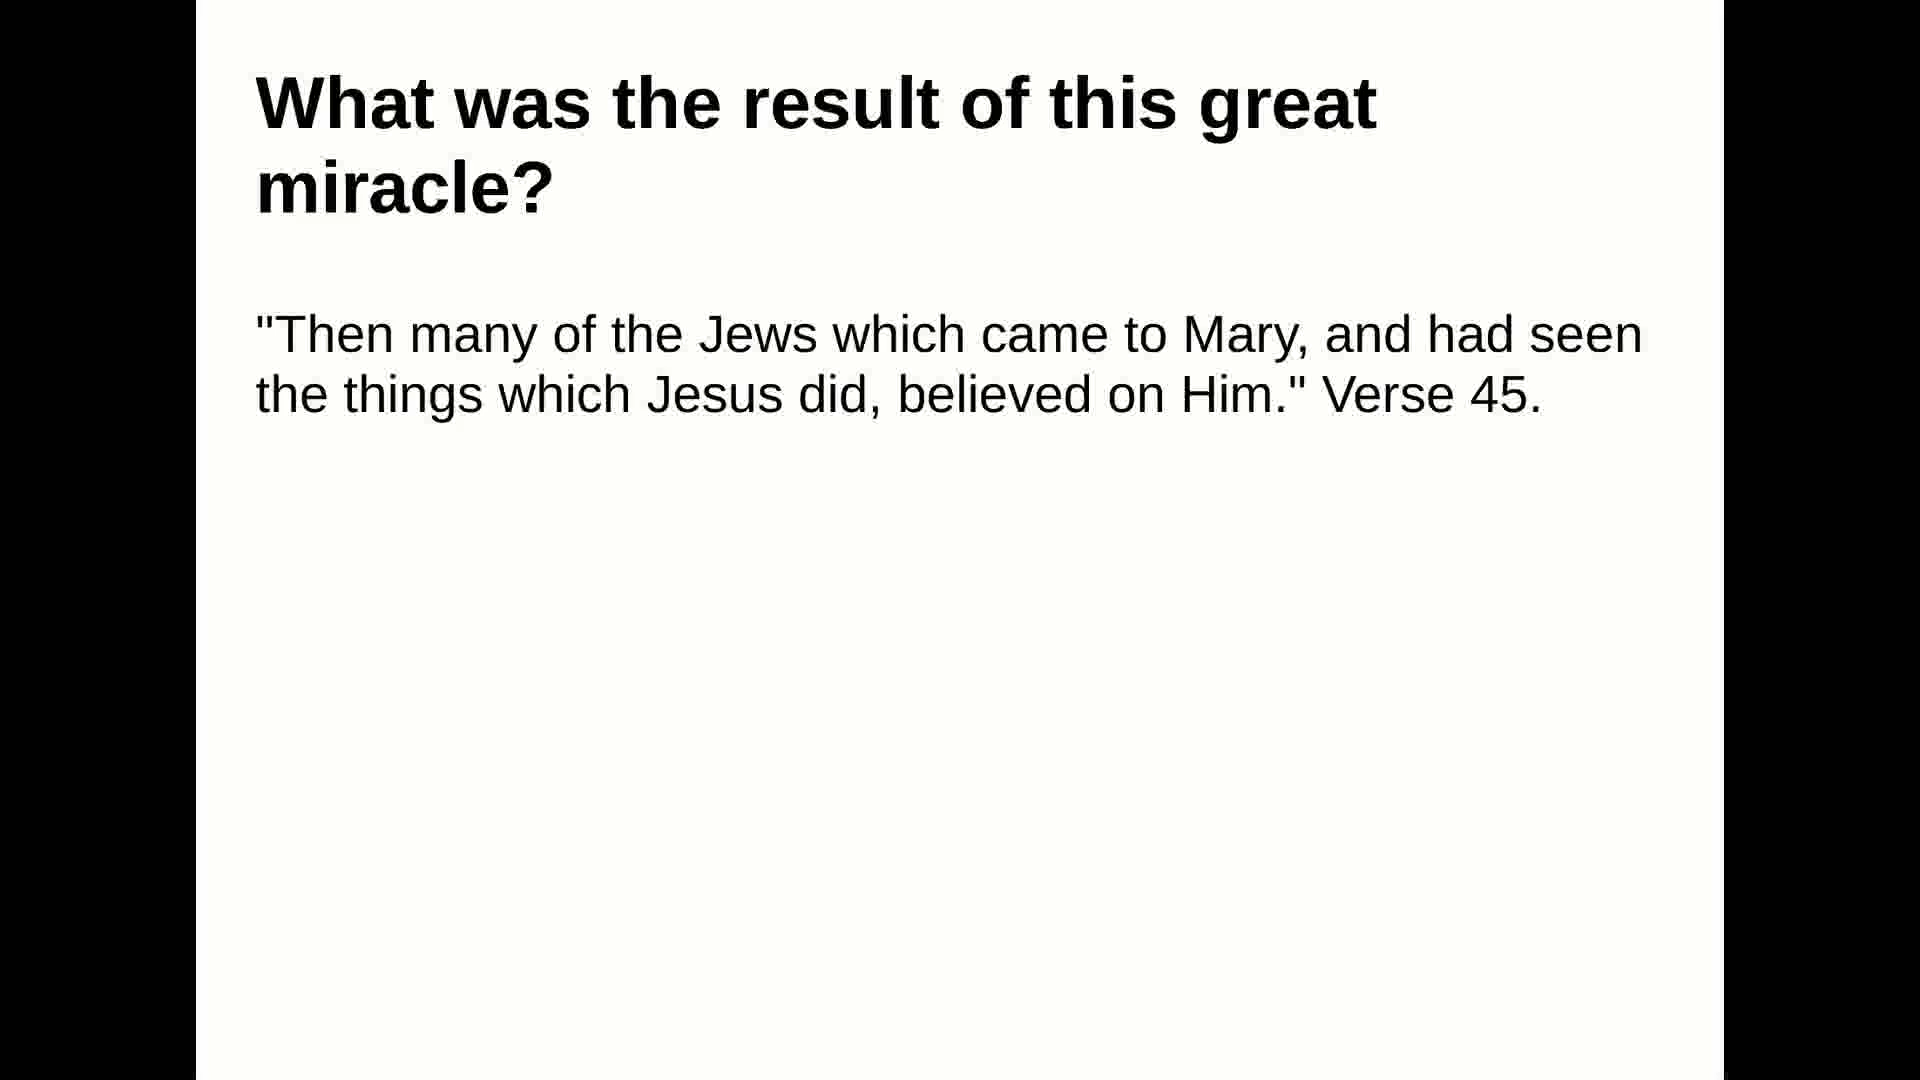 What was the result of this great
miracle?
"Then many of the Jews which came to Mary, and had seen
the things which Jesus did, believed on Him." Verse 45.